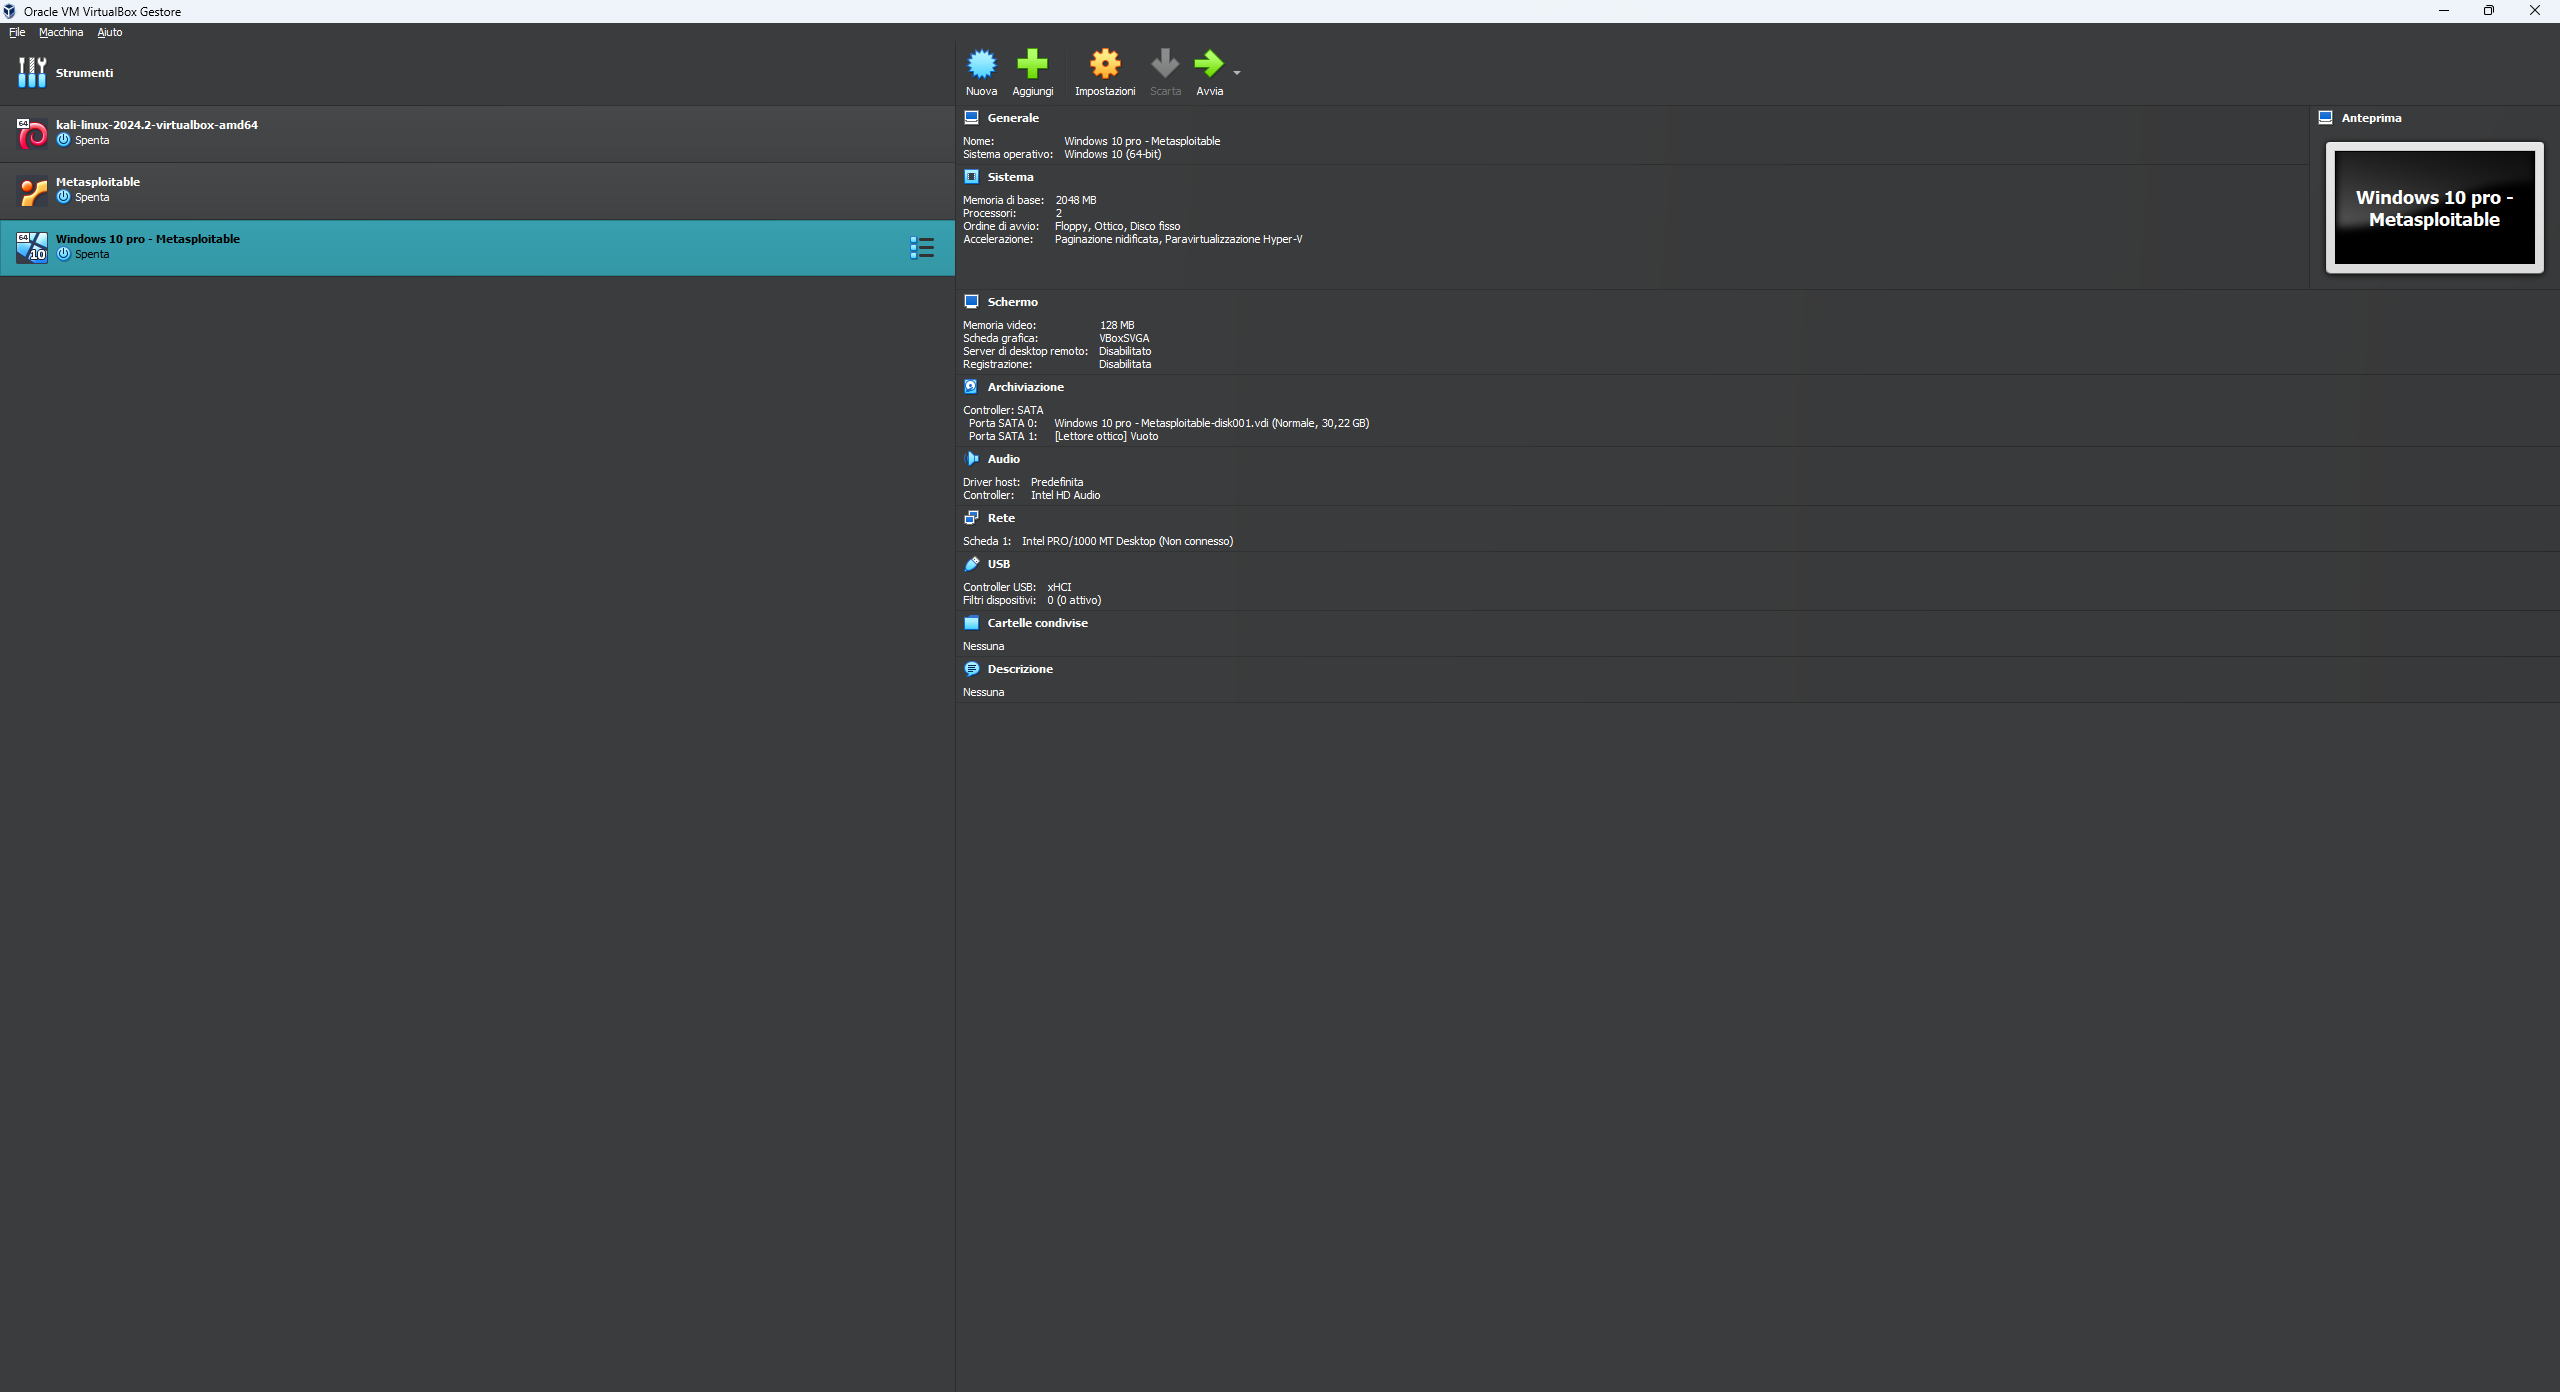 Oracle VM VirtualBox Gestore
File Macchina Aiuto
Strumenti
64
kali-linux-2024.2-virtualbox-amd64
Spenta
Metasploitable
Spenta
64
10
Windows 10 pro - Metasploitable
Spenta
Nuova Aggiungi Impostazioni Scarta Avvia
Generale
Nome: Windows 10 pro - Metasploitable
Sistema operativo: Windows 10 (64-bit)
Sistema
Memoria di base: 2048 MB
Processori: 2
Ordine di avvio: Floppy, Ottico, Disco fisso
Accelerazione: Paginazione nidificata, Paravirtualizzazione Hyper-V
Anteprima
Windows 10 pro -
Metasploitable
Schermo
Memoria video: 128 MB
Scheda grafica: VBoxSVGA
Server di desktop remoto: Disabilitato
Registrazione: Disabilitata
Archiviazione
Controller: SATA
Porta SATA 0: Windows 10 pro - Metasploitable-disk001.vdi (Normale, 30,22 GB)
Porta SATA 1: [Lettore ottico] Vuoto
Audio
Driver host: Predefinita
Controller: Intel HD Audio
Rete
Scheda 1: Intel PRO/1000 MT Desktop (Non connesso)
USB
Controller USB: xHCI
Filtri dispositivi: 0 (0 attivo)
Cartelle condivise
Nessuna
Descrizione
Nessuna